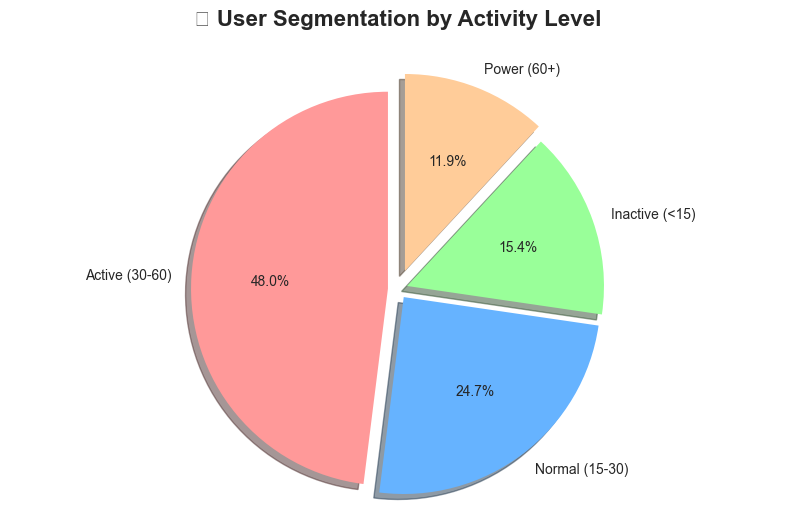 User Segmentation by Activity Level
Power (60+)
11.9%
Inactive (<15)
15.4%
Active (30-60)
48.0%
24.7%
Normal (15-30)